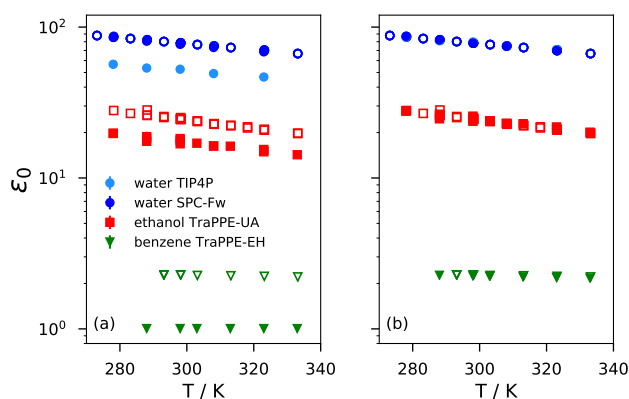 10²
10¹
10⁰
ε₀
water TIP4P
water SPC-Fw
ethanol TraPPE-UA
benzene TraPPE-EH
(a)
(b)
280 300 320 340
280 300 320 340
T / K
T / K